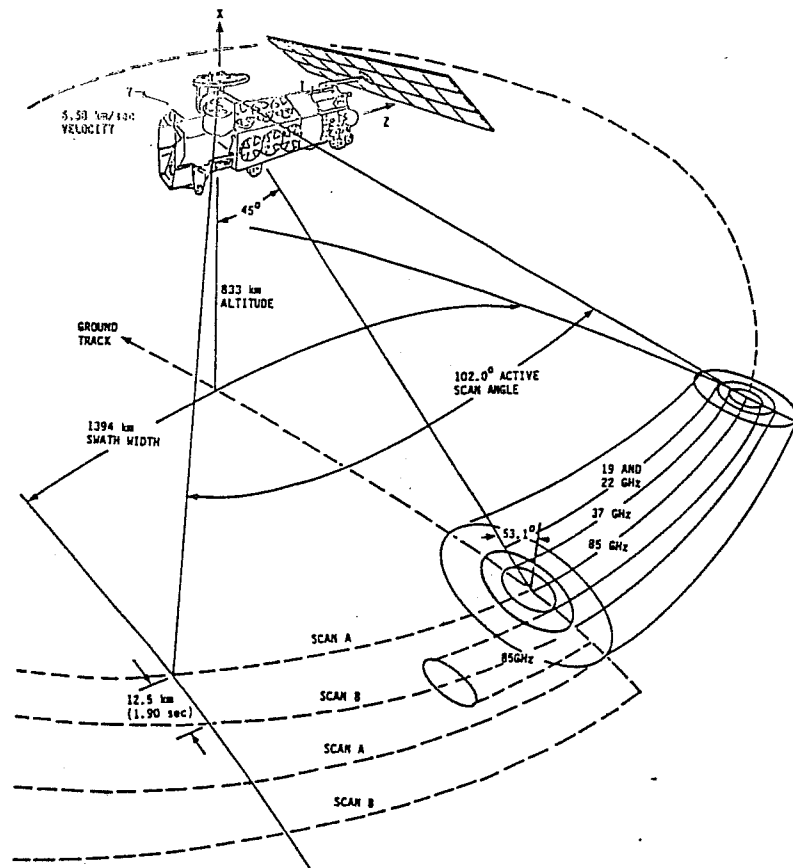 X
Y
6.58 km/sec
VELOCITY
Z
45°
833 km
ALTITUDE
GROUND
TRACK
102.0° ACTIVE
SCAN ANGLE
1394 km
SWATH WIDTH
19 AND
22 GHz
37 GHz
53.1°
85 GHz
SCAN A
85GHz
12.5 km
(1.90 sec)
SCAN B
SCAN A
SCAN B